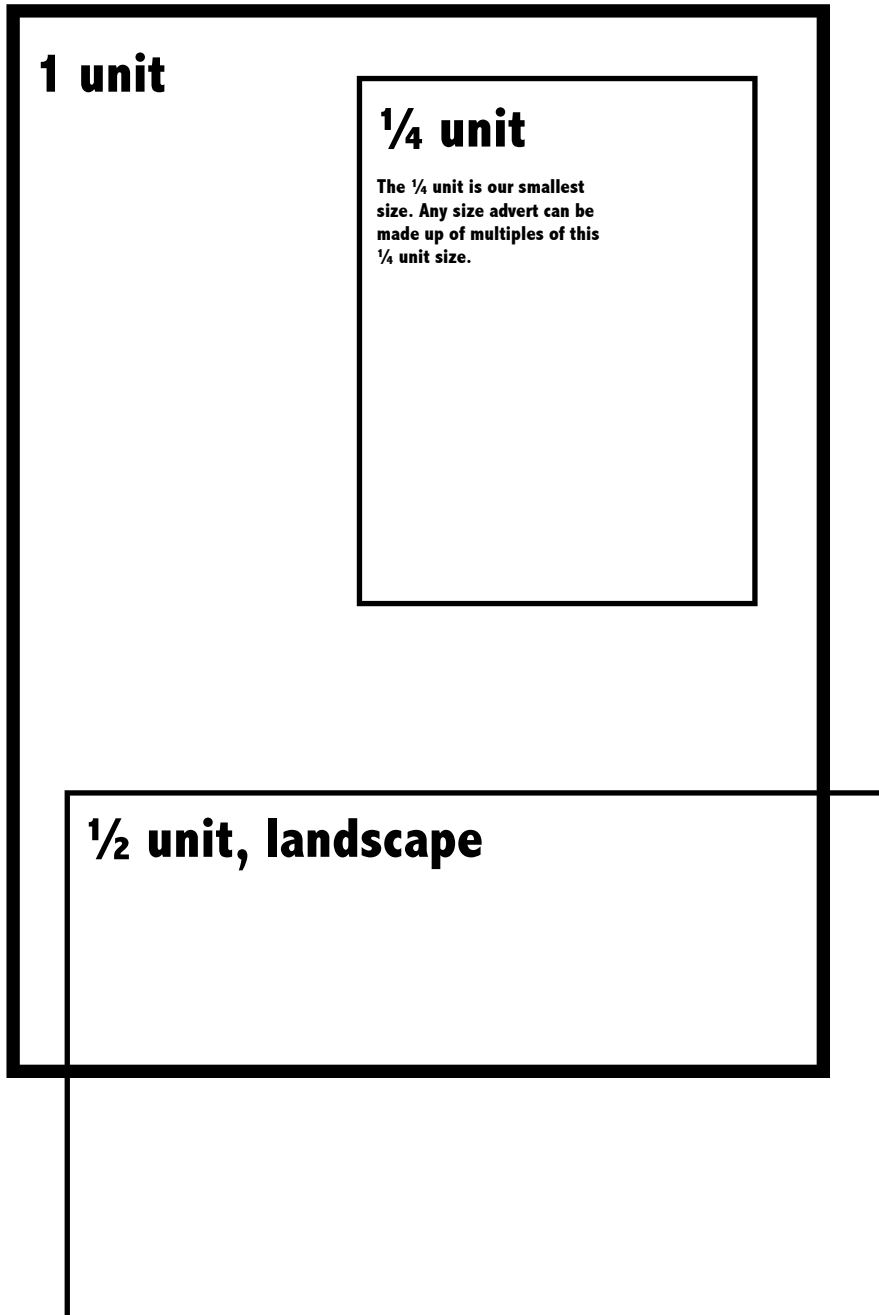 1 unit
¼ unit
The ¼ unit is our smallest
size. Any size advert can be
made up of multiples of this
¼ unit size.
½ unit, landscape